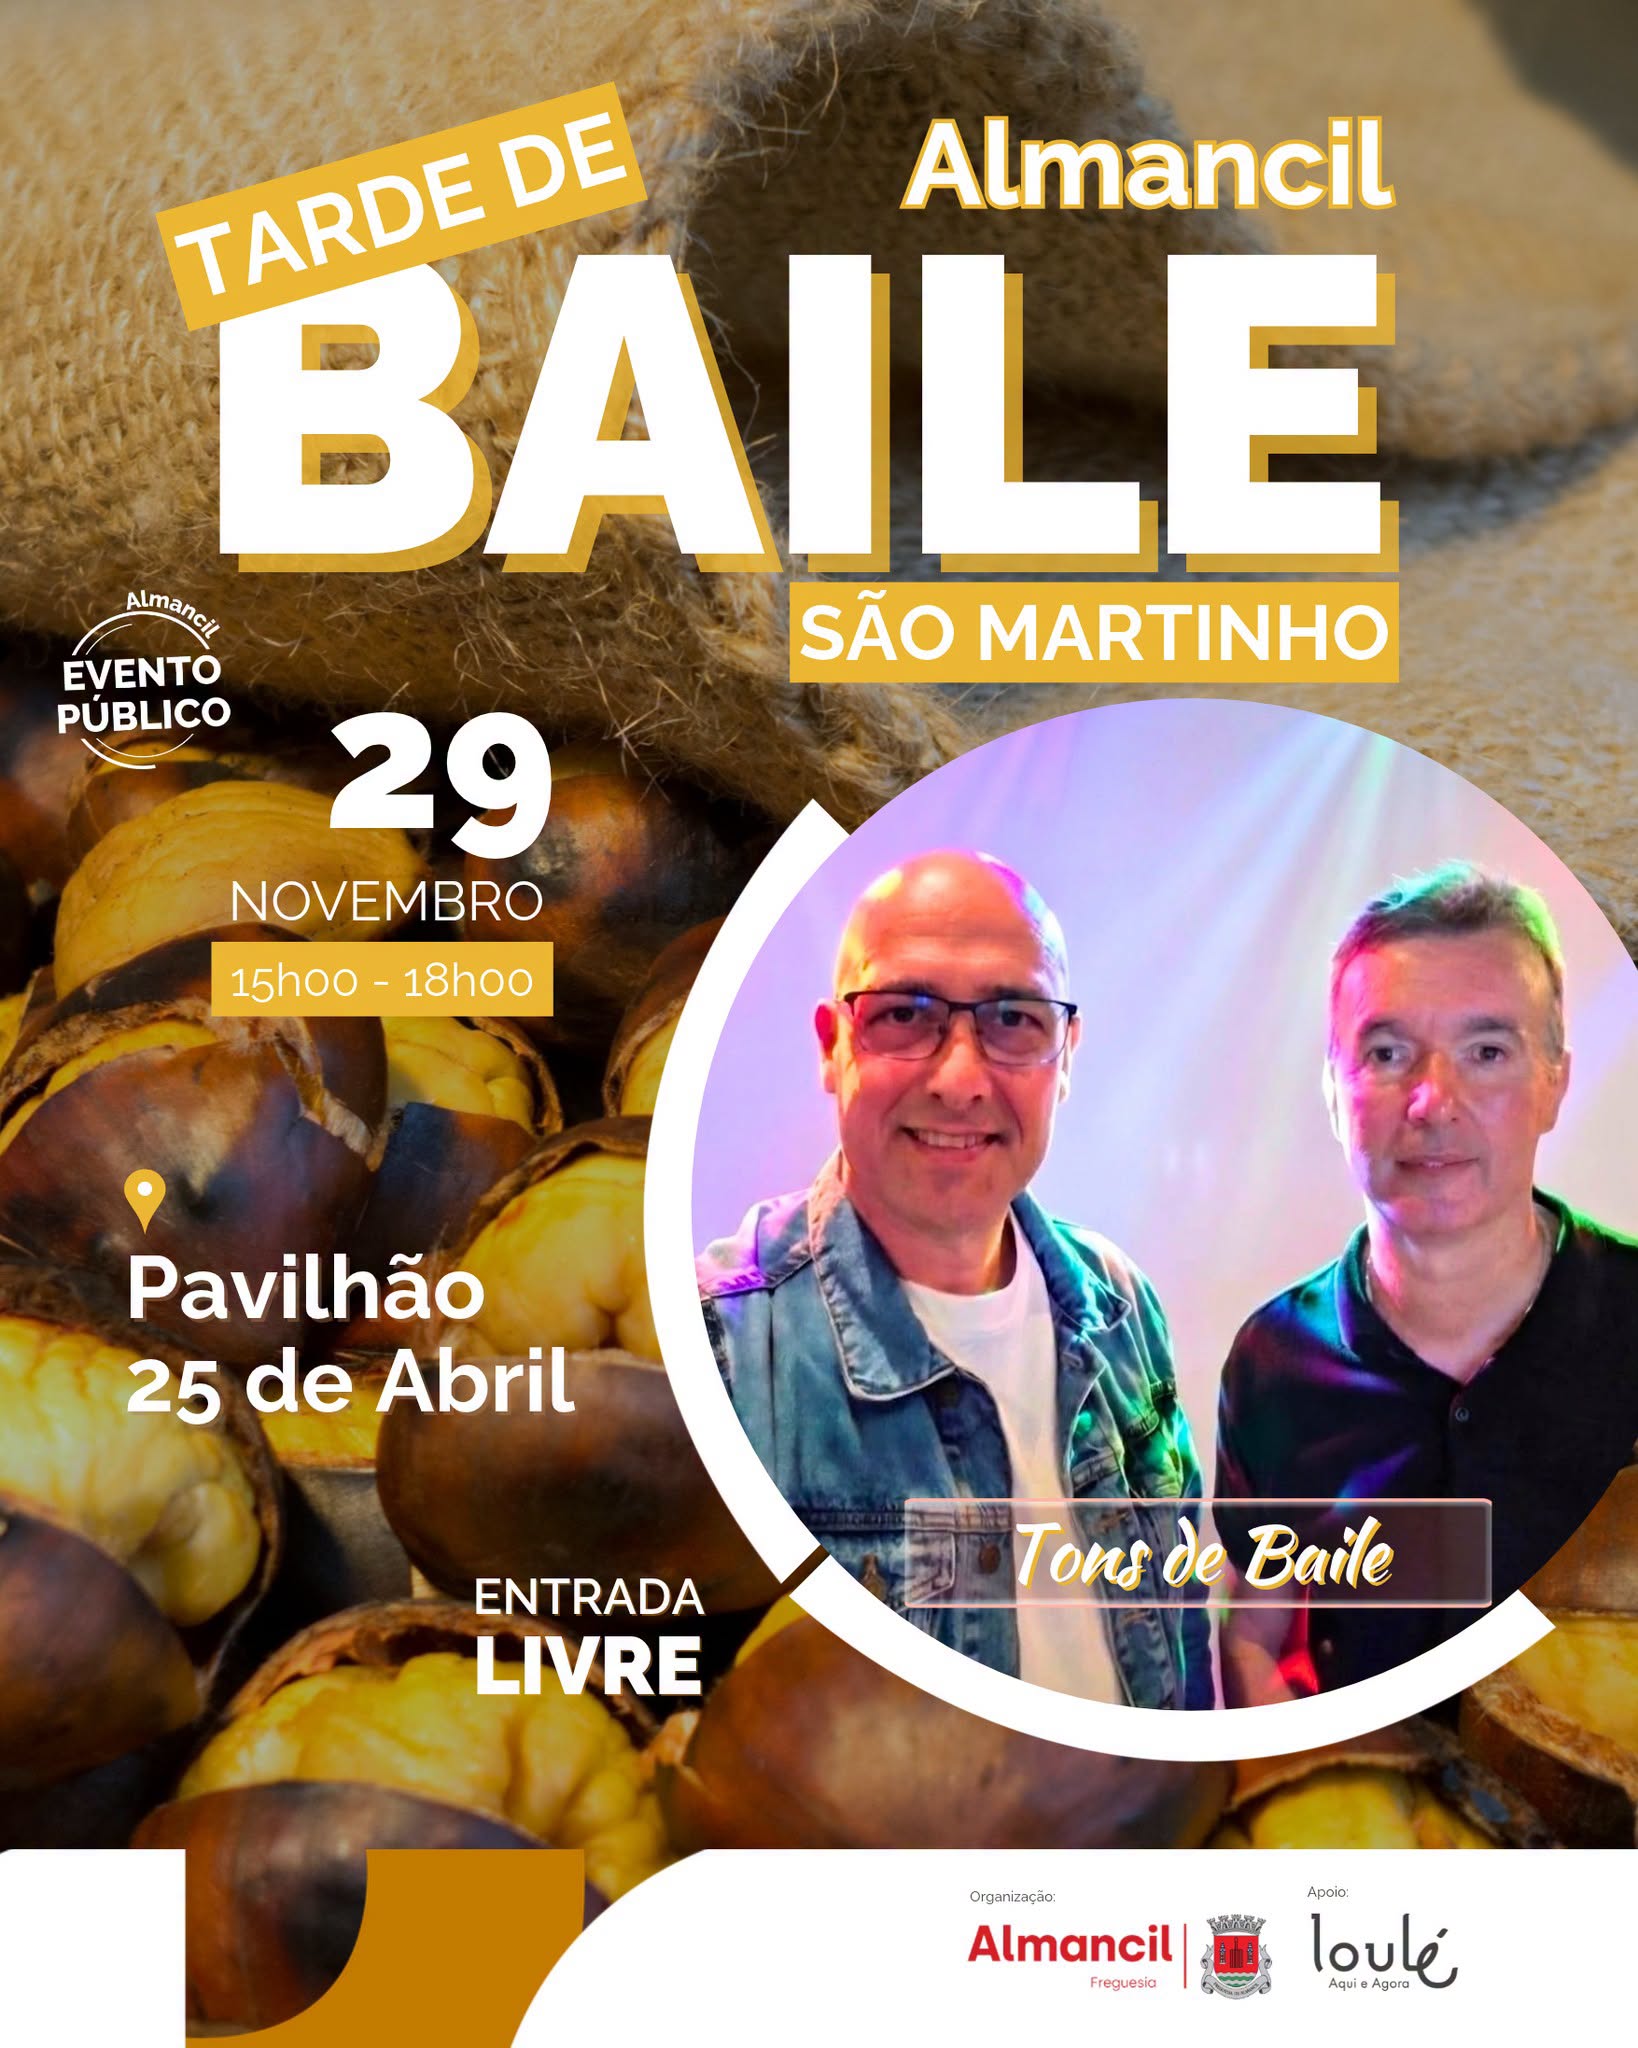 TARDE DE
Almancil
BAILE
SÃO MARTINHO
Almancil
EVENTO
PÚBLICO
29
NOVEMBRO
15h00 - 18h00
Pavilhão
25 de Abril
Tons de Baile
ENTRADA
LIVRE
Organização:
Almancil
Freguesia
Apoio:
loulé
Aqui e Agora